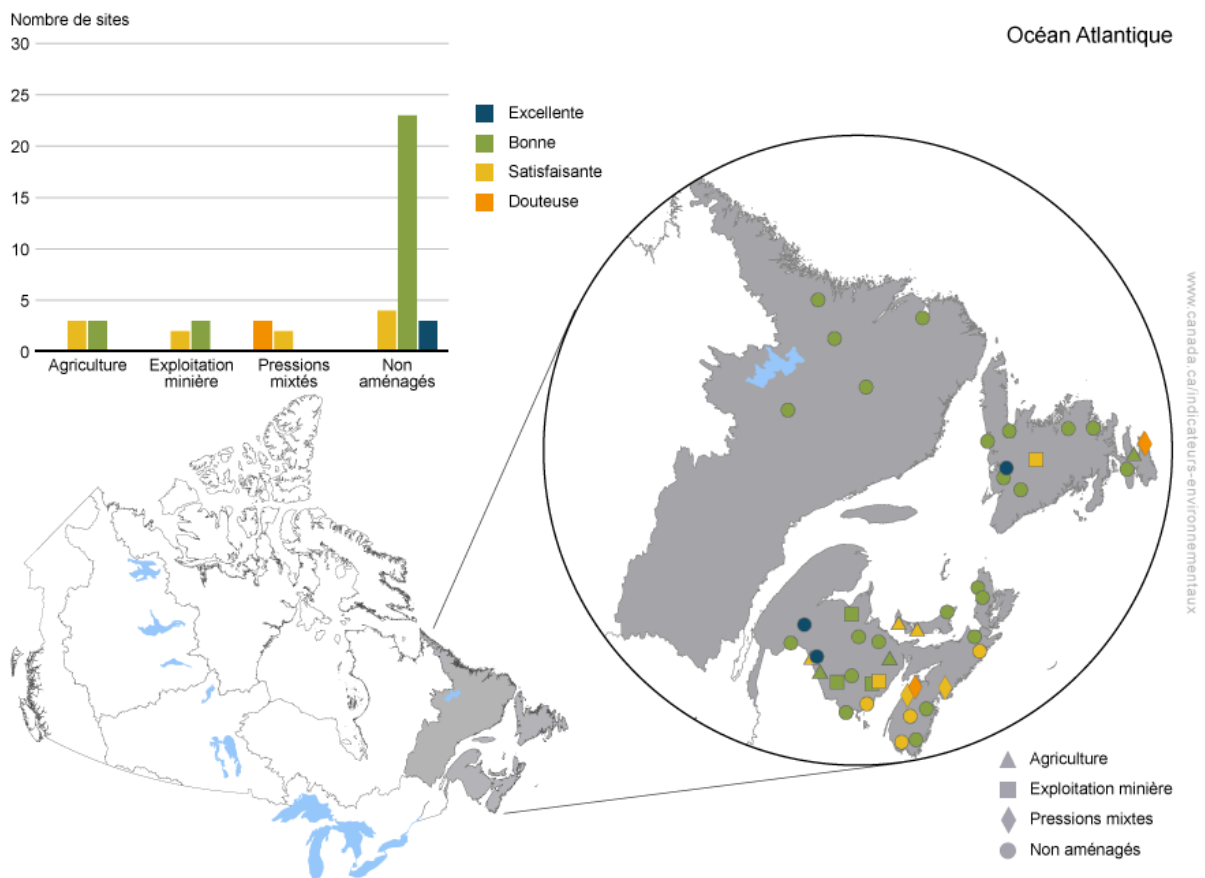 Nombre de sites
Océan Atlantique
30
25
20
15
10
5
0
Excellente
Bonne
Satisfaisante
Douteuse
Agriculture
Exploitation
minière
Pressions
mixtés
Non
aménagés
www.canada.ca/indicateurs-environnementaux
Agriculture
Exploitation minière
Pressions mixtes
Non aménagés